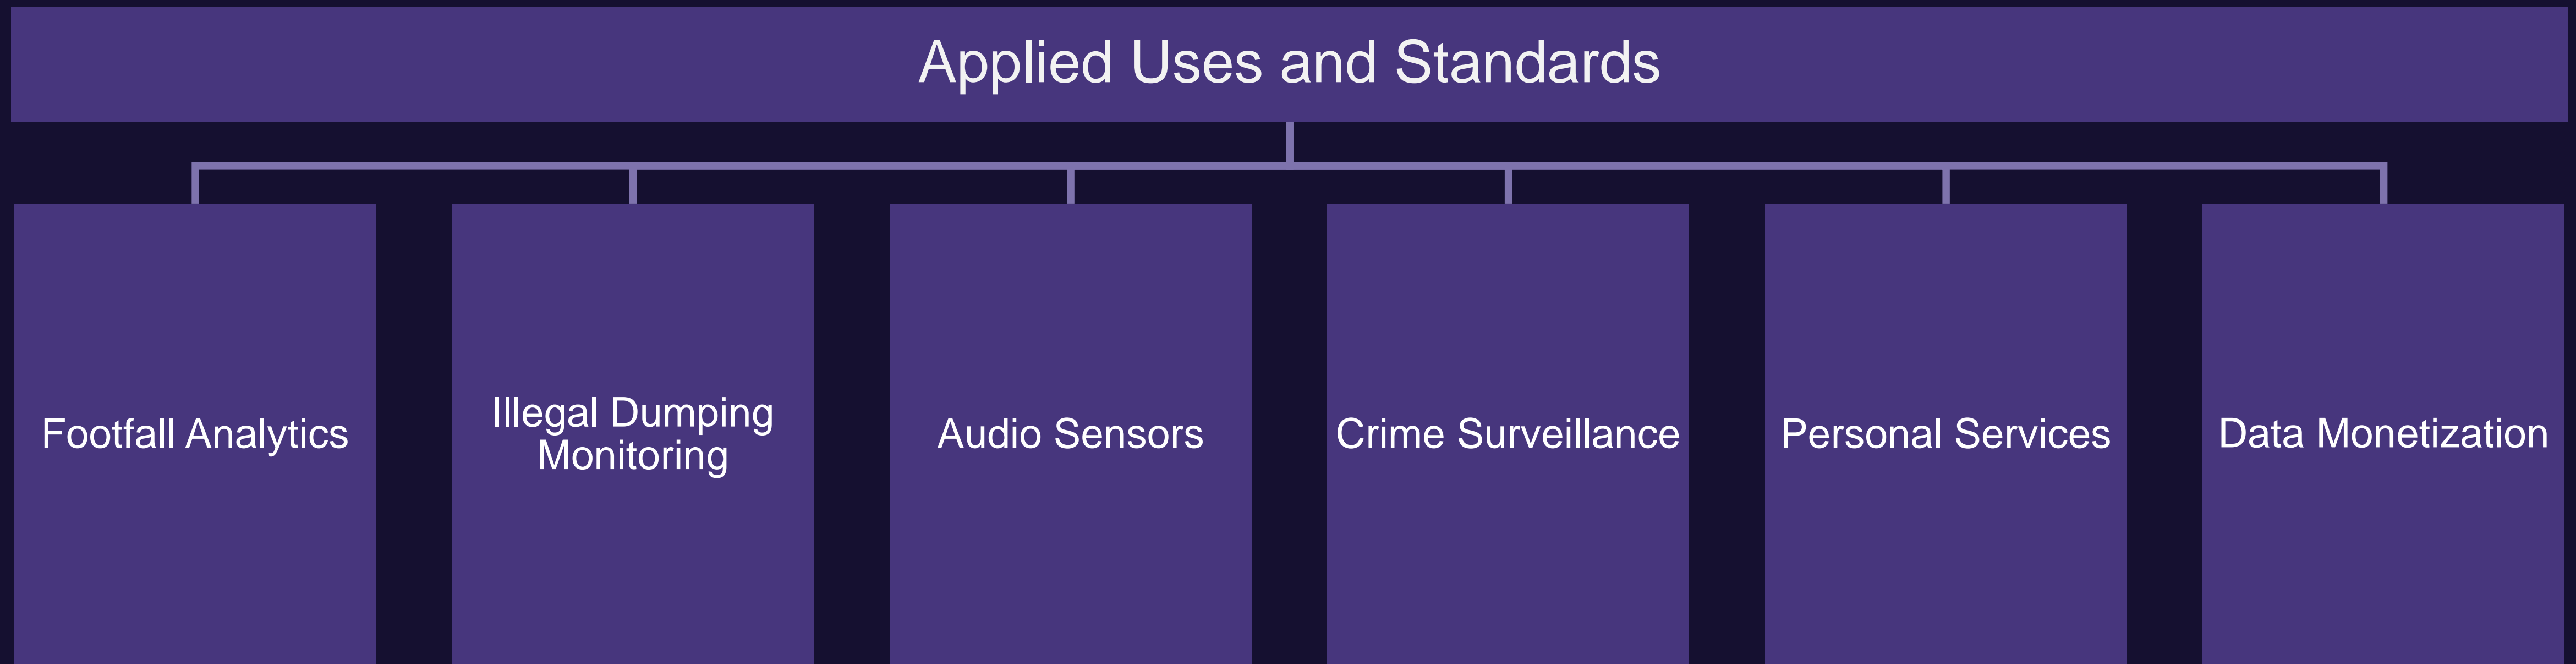 Applied Uses and Standards
Footfall Analytics
Illegal Dumping
Monitoring
Audio Sensors
Crime Surveillance
Personal Services
Data Monetization